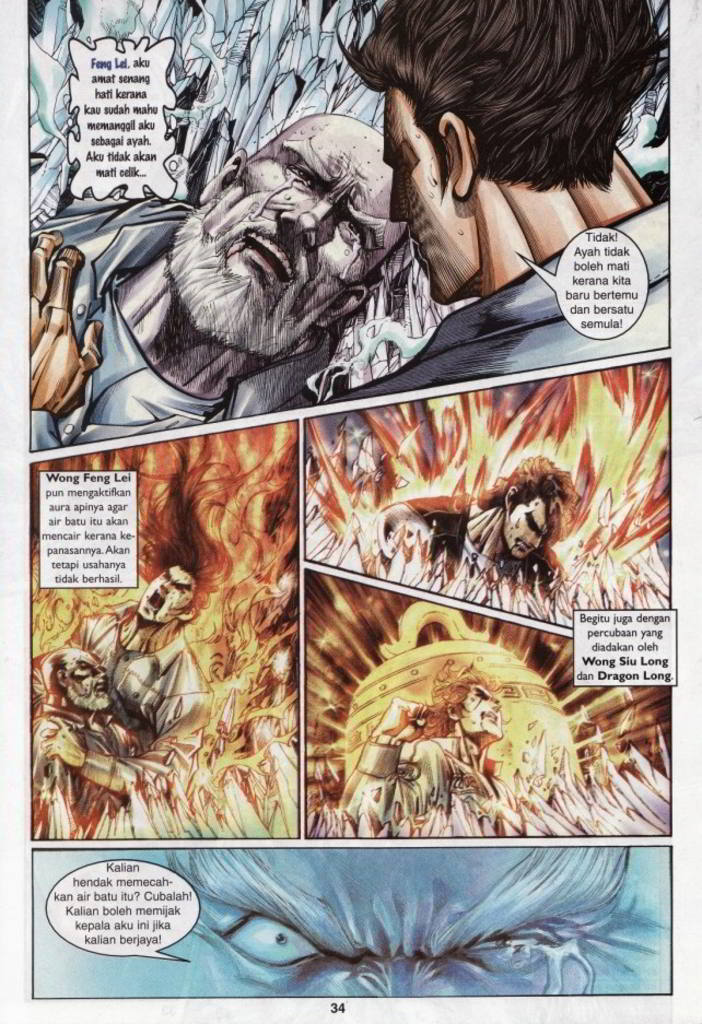 Feng Lei, aku
amat senang
hati kerana
kau sudah mahu
memanggil aku
sebagai ayah.
Aku tidak akan
mati celik...
Tidak!
Ayah tidak
boleh mati
kerana kita
baru bertemu
dan bersatu
semula!
Wong Feng Lei
pun mengaktifkan
aura apinya agar
air batu itu akan
mencair kerana ke-
panasannya. Akan
tetapi usahanya
tidak berhasil.
Begitu juga dengan
percubaan yang
diadakan oleh
Wong Siu Long
dan Dragon Long.
Kalian
hendak memecah-
kan air batu itu? Cubalah!
Kalian boleh memijak
kepala aku ini jika
kalian berjaya!
34